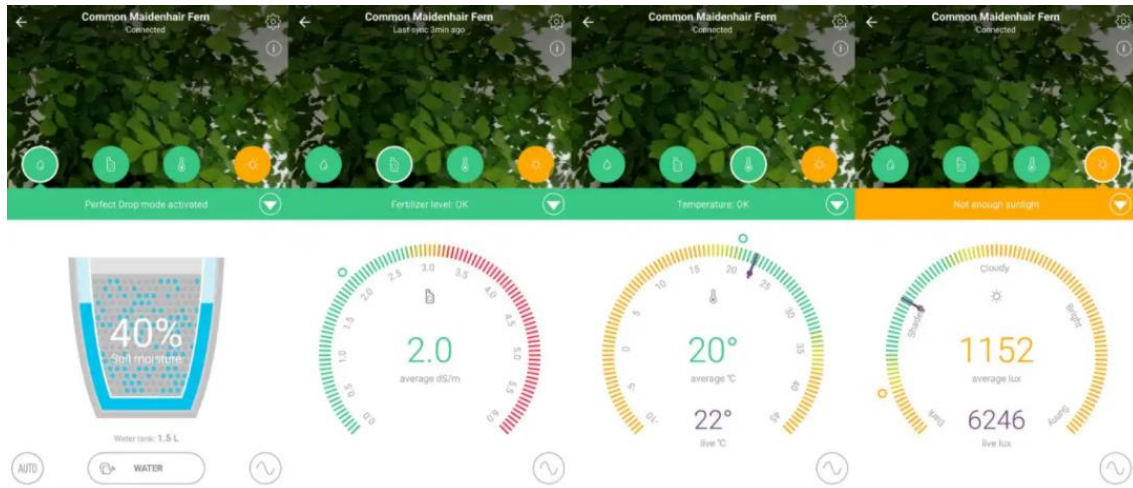 Common Maidenhair Fern
Connected
Perfect Drop mode activated
40%
Soil moisture
Water tank: 1.5 L
AUTO
WATER
Common Maidenhair Fern
Last sync 3min ago
Fertilizer level: OK
0.0
0.5
1.0
1.5
2.0
2.5
3.0
3.5
4.0
4.5
5.0
5.5
6.0
2.0
average dS/m
Common Maidenhair Fern
Connected
Temperature: OK
-10
-5
0
5
10
15
20
25
30
35
40
45
20°
average °C
22°
live °C
Common Maidenhair Fern
Connected
Not enough sunlight
Dark
Shade
Cloudy
Bright
Sunny
1152
average lux
6246
live lux